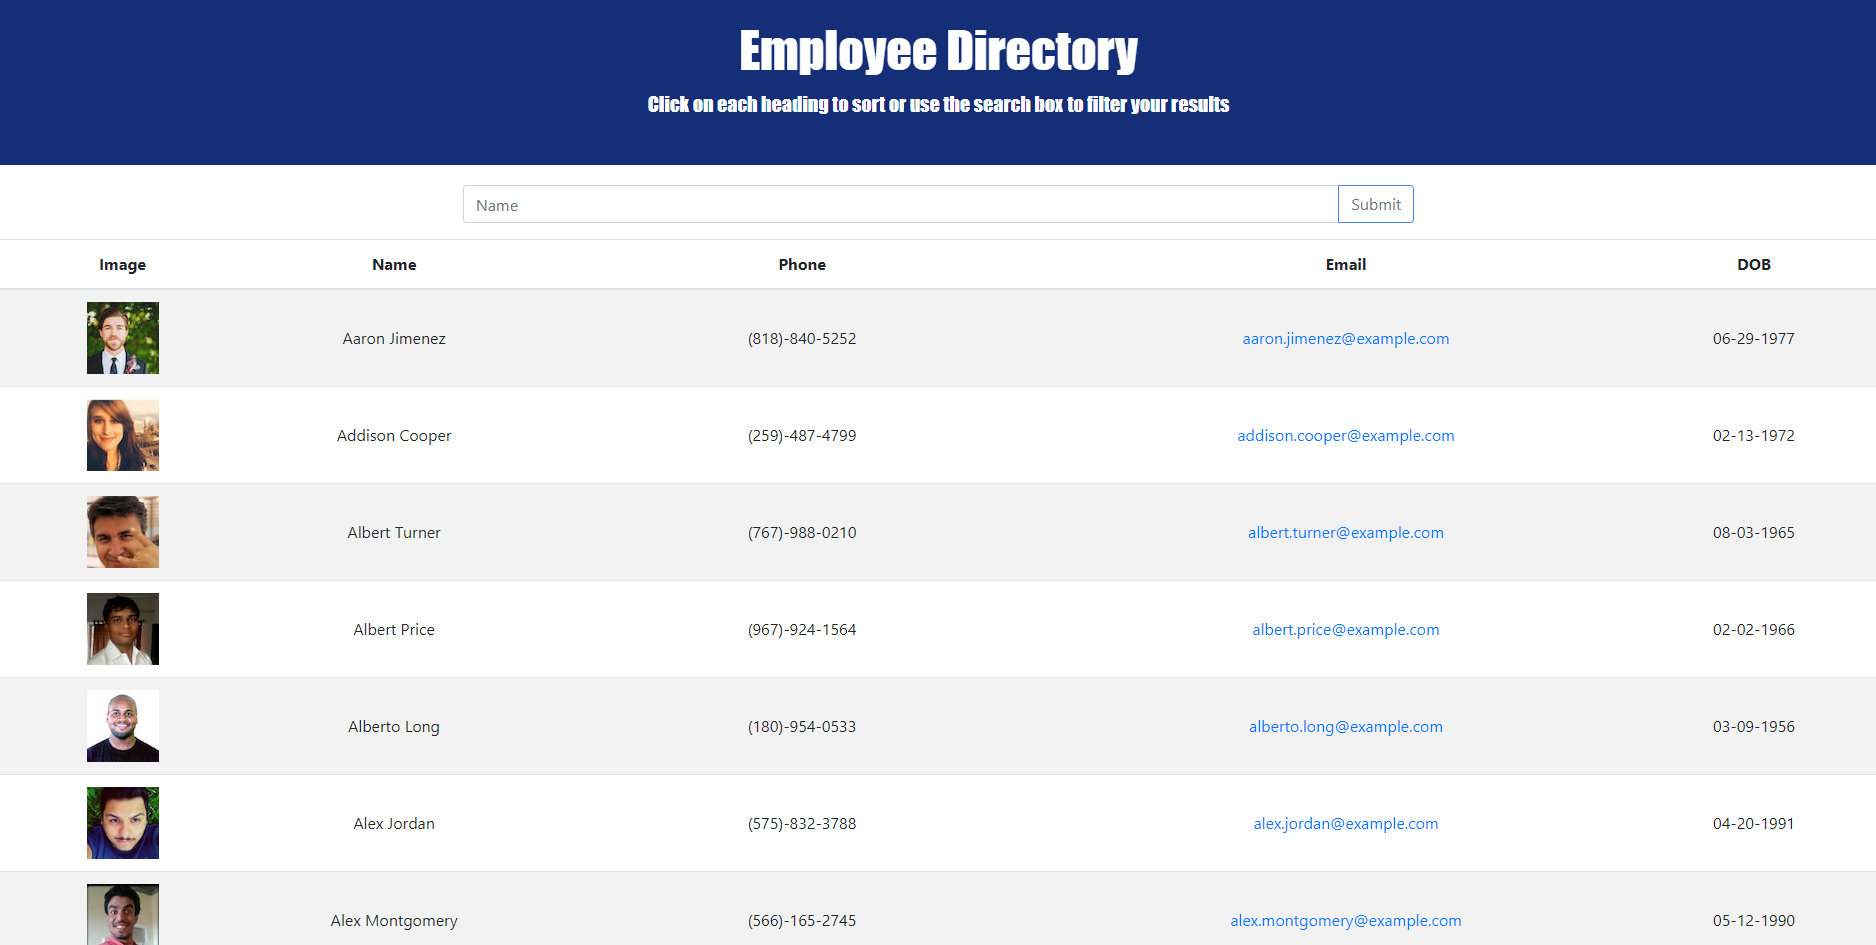 Employee Directory
Click on each heading to sort or use the search box to filter your results
Name Submit
Image Name Phone Email DOB
Aaron Jimenez (818)-840-5252 aaron.jimenez@example.com 06-29-1977
Addison Cooper (259)-487-4799 addison.cooper@example.com 02-13-1972
Albert Turner (767)-988-0210 albert.turner@example.com 08-03-1965
Albert Price (967)-924-1564 albert.price@example.com 02-02-1966
Alberto Long (180)-954-0533 alberto.long@example.com 03-09-1956
Alex Jordan (575)-832-3788 alex.jordan@example.com 04-20-1991
Alex Montgomery (566)-165-2745 alex.montgomery@example.com 05-12-1990